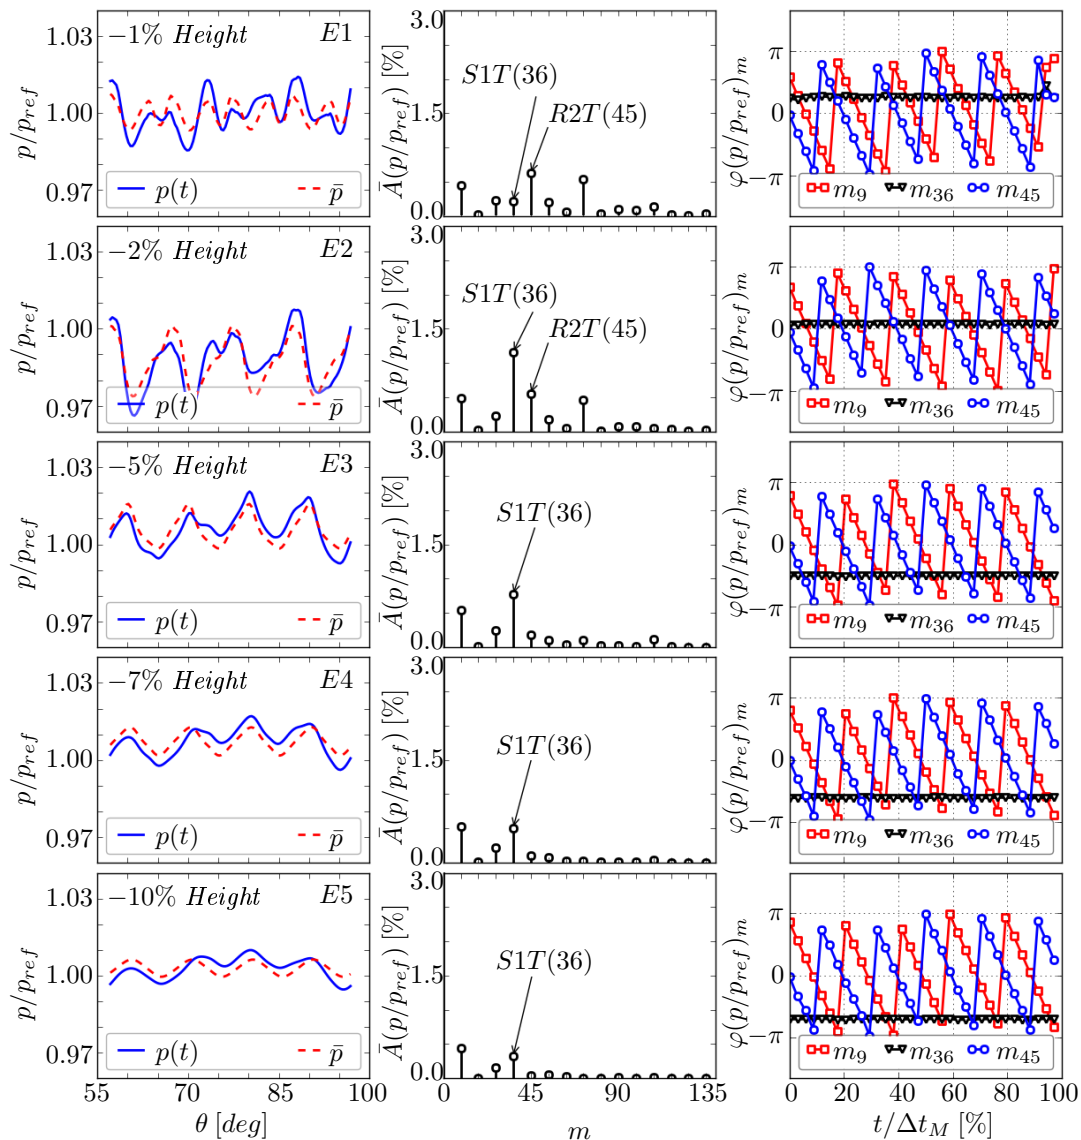 1.03
1.00
0.97
p/p_ref
−1% Height
E1
p(t)
p̄
3.0
1.5
0.0
Ā(p/p_ref) [%]
S1T(36)
R2T(45)
π
0
−π
φ(p/p_ref)_m
m_9
m_36
m_45
1.03
1.00
0.97
p/p_ref
−2% Height
E2
p(t)
p̄
3.0
1.5
0.0
Ā(p/p_ref) [%]
S1T(36)
R2T(45)
π
0
−π
φ(p/p_ref)_m
m_9
m_36
m_45
1.03
1.00
0.97
p/p_ref
−5% Height
E3
p(t)
p̄
3.0
1.5
0.0
Ā(p/p_ref) [%]
S1T(36)
π
0
−π
φ(p/p_ref)_m
m_9
m_36
m_45
1.03
1.00
0.97
p/p_ref
−7% Height
E4
p(t)
p̄
3.0
1.5
0.0
Ā(p/p_ref) [%]
S1T(36)
π
0
−π
φ(p/p_ref)_m
m_9
m_36
m_45
1.03
1.00
0.97
p/p_ref
−10% Height
E5
p(t)
p̄
3.0
1.5
0.0
Ā(p/p_ref) [%]
S1T(36)
π
0
−π
φ(p/p_ref)_m
m_9
m_36
m_45
55 70 85 100
θ [deg]
0 45 90 135
m
0 20 40 60 80 100
t/Δt_M [%]